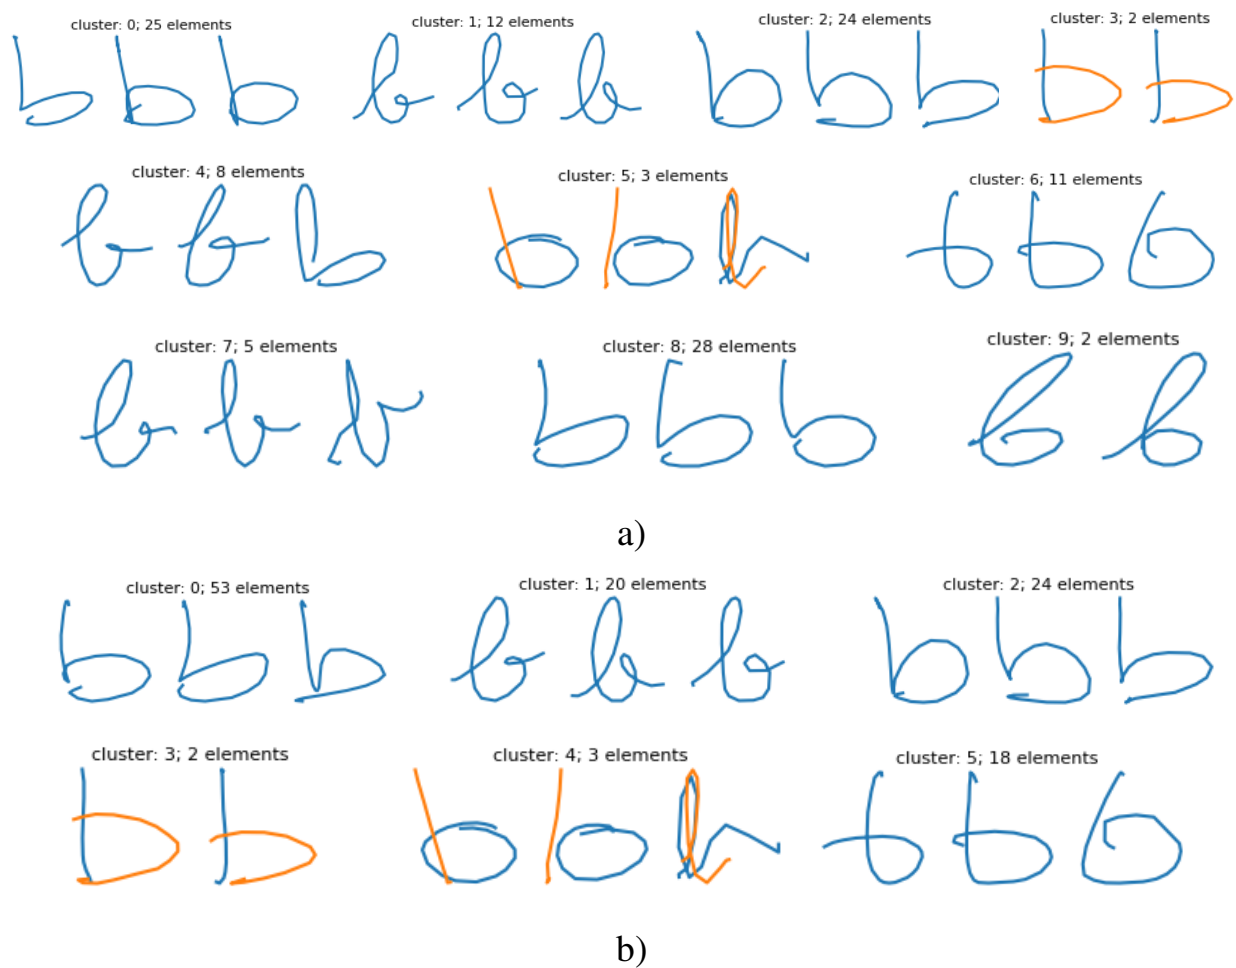 cluster: 0; 25 elements
cluster: 1; 12 elements
cluster: 2; 24 elements
cluster: 3; 2 elements
b b b
b b b
b b b
b b
cluster: 4; 8 elements
cluster: 5; 3 elements
cluster: 6; 11 elements
b b b
b b b
b b b
cluster: 7; 5 elements
cluster: 8; 28 elements
cluster: 9; 2 elements
b b b
b b b
b b
a)
cluster: 0; 53 elements
cluster: 1; 20 elements
cluster: 2; 24 elements
b b b
b b b
b b b
cluster: 3; 2 elements
cluster: 4; 3 elements
cluster: 5; 18 elements
b b
b b b
b b b
b)